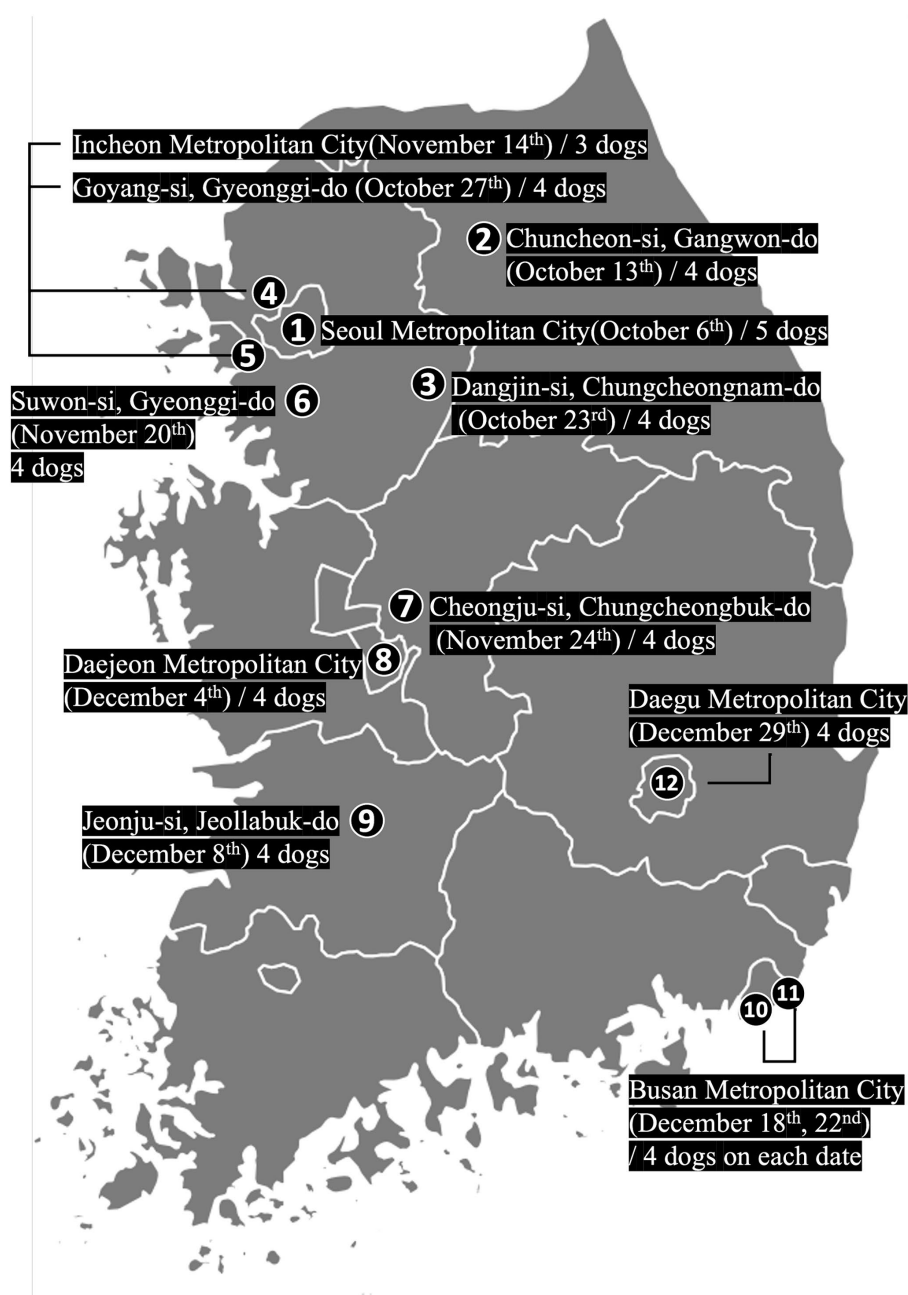 Incheon Metropolitan City(November 14th) / 3 dogs
Goyang-si, Gyeonggi-do (October 27th) / 4 dogs
2 Chuncheon-si, Gangwon-do
(October 13th) / 4 dogs
4
1 Seoul Metropolitan City(October 6th) / 5 dogs
5
3 Dangjin-si, Chungcheongnam-do
(October 23rd) / 4 dogs
Suwon-si, Gyeonggi-do 6
(November 20th)
4 dogs
7 Cheongju-si, Chungcheongbuk-do
(November 24th) / 4 dogs
Daejeon Metropolitan City 8
(December 4th) / 4 dogs
Daegu Metropolitan City
(December 29th) 4 dogs
12
Jeonju-si, Jeollabuk-do 9
(December 8th) 4 dogs
10 11
Busan Metropolitan City
(December 18th, 22nd)
/ 4 dogs on each date